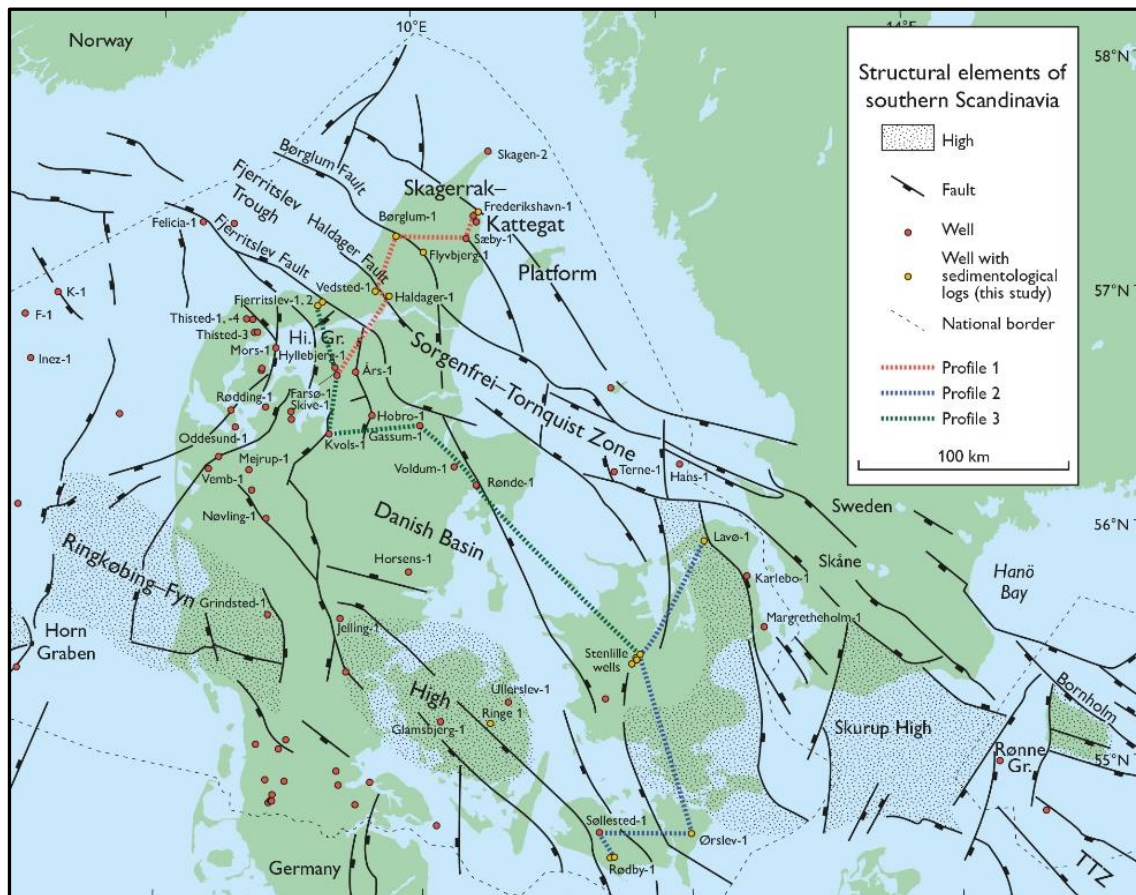 10°E
14°E
Norway
58°N
Structural elements of
southern Scandinavia
High
Fault
Well
Well with
sedimentological
logs (this study)
National border
Profile 1
Profile 2
Profile 3
100 km
Skagen-2
Børglum Fault
Fjerritslev
Trough
Skagerrak–
Kattegat
Platform
Frederikshavn-1
Børglum-1
Sæby-1
Flyvbjerg-1
Felicia-1
Haldager Fault
Fjerritslev Fault
Vedsted-1
Haldager-1
57°N
K-1
F-1
Inez-1
Fjerritslev-1, 2
Thisted-1, -4
Thisted-3
Mors-1
Hi. Gr.
Hyllebjerg-1
Års-1
Sorgenfrei–Tornquist Zone
Farsø-1
Skive-1
Rødding-1
Hobro-1
Gassum-1
Oddesund-1
Kvols-1
Mejrup-1
Vemb-1
Voldum-1
Rønde-1
Terne-1
Hans-1
Sweden
Nøvling-1
Danish Basin
56°N
Lavø-1
Skåne
Hanö
Bay
Horsens-1
Karlebo-1
Ringkøbing–Fyn
Grindsted-1
Jelling-1
Margretheholm-1
Horn
Graben
Stenlille
wells
High
Ullerslev-1
Ringe 1
Glamsbjerg-1
Skurup High
Bornholm
Rønne
Gr.
55°N
Søllested-1
Ørslev-1
Rødby-1
Germany
TTZ